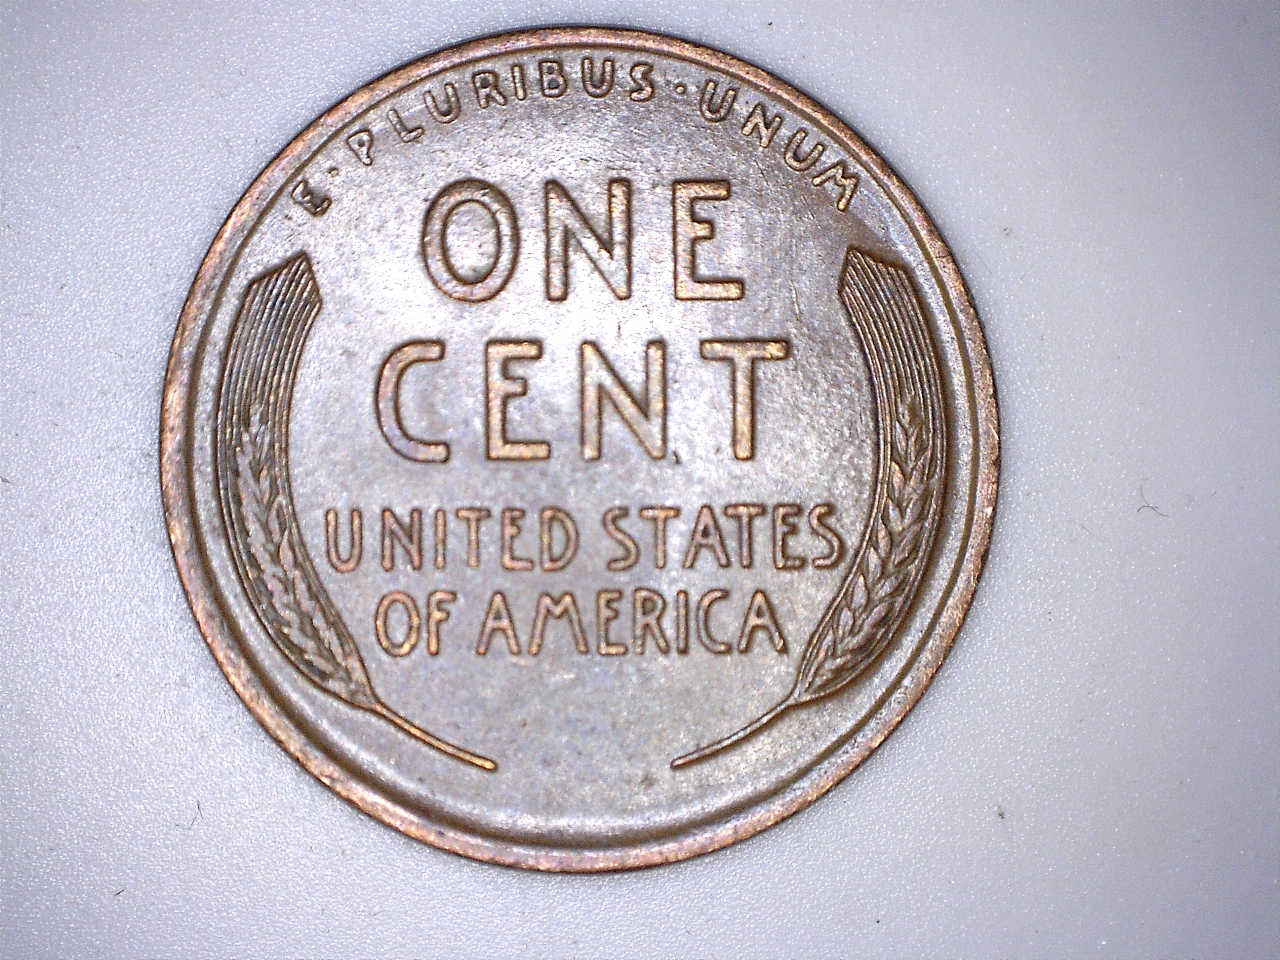 E · PLURIBUS · UNUM
ONE
CENT
UNITED STATES
OF AMERICA